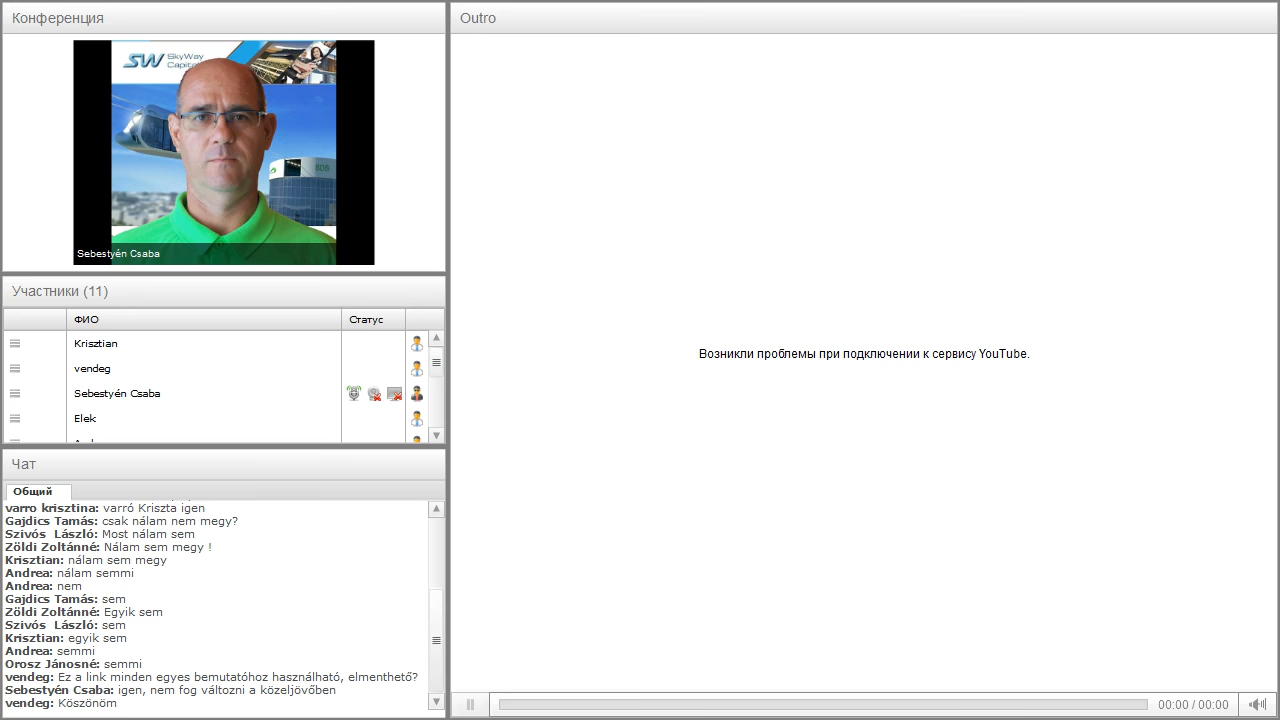 Конференция
SW SkyWay
Sebestyén Csaba
Участники (11)
ФИО
Статус
Krisztian
vendeg
Sebestyén Csaba
Elek
Чат
Общий
varro krisztina: varró Kriszta igen
Gajdics Tamás: csak nálam nem megy?
Szivós László: Most nálam sem
Zöldi Zoltánné: Nálam sem megy !
Krisztian: nálam sem megy
Andrea: nálam semmi
Andrea: nem
Gajdics Tamás: sem
Zöldi Zoltánné: Egyik sem
Szivós László: sem
Krisztian: egyik sem
Andrea: semmi
Orosz Jánosné: semmi
vendeg: Ez a link minden egyes bemutatóhoz használható, elmenthető?
Sebestyén Csaba: igen, nem fog változni a közeljövőben
vendeg: Köszönöm
Outro
Возникли проблемы при подключении к сервису YouTube.
00:00 / 00:00